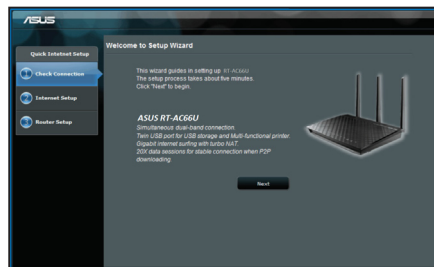 ASUS
Quick Internet Setup
1 Check Connection
2 Internet Setup
3 Router Setup
Welcome to Setup Wizard
This wizard guides in setting up RT-AC66U
The setup process takes about five minutes.
Click "Next" to begin.
ASUS RT-AC66U
Simultaneous dual-band connection.
Twin USB port for USB storage and Multi-functional printer
Gigabit internet surfing with turbo NAT.
20X data sessions for stable connection when P2P
downloading.
Next